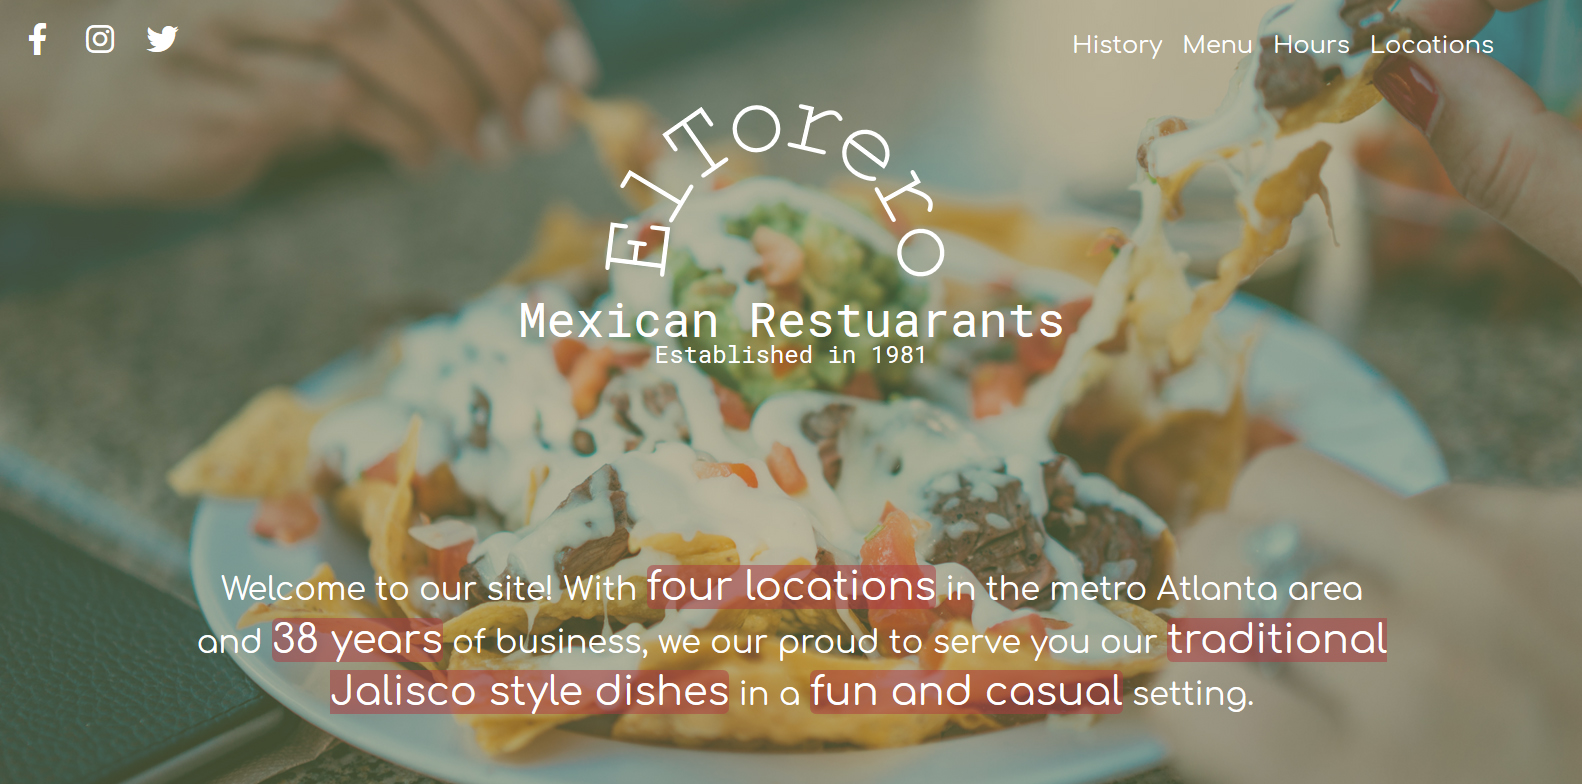 History Menu Hours Locations
El Torero
Mexican Restuarants
Established in 1981
Welcome to our site! With four locations in the metro Atlanta area
and 38 years of business, we our proud to serve you our traditional
Jalisco style dishes in a fun and casual setting.